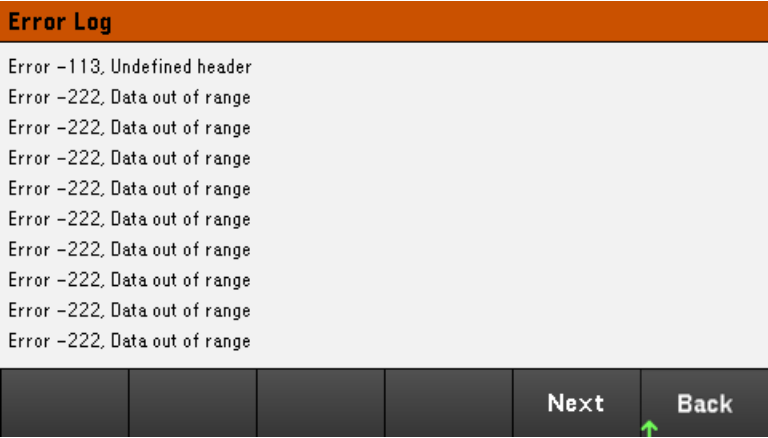 Error Log
Error -113, Undefined header
Error -222, Data out of range
Error -222, Data out of range
Error -222, Data out of range
Error -222, Data out of range
Error -222, Data out of range
Error -222, Data out of range
Error -222, Data out of range
Error -222, Data out of range
Error -222, Data out of range
Next Back